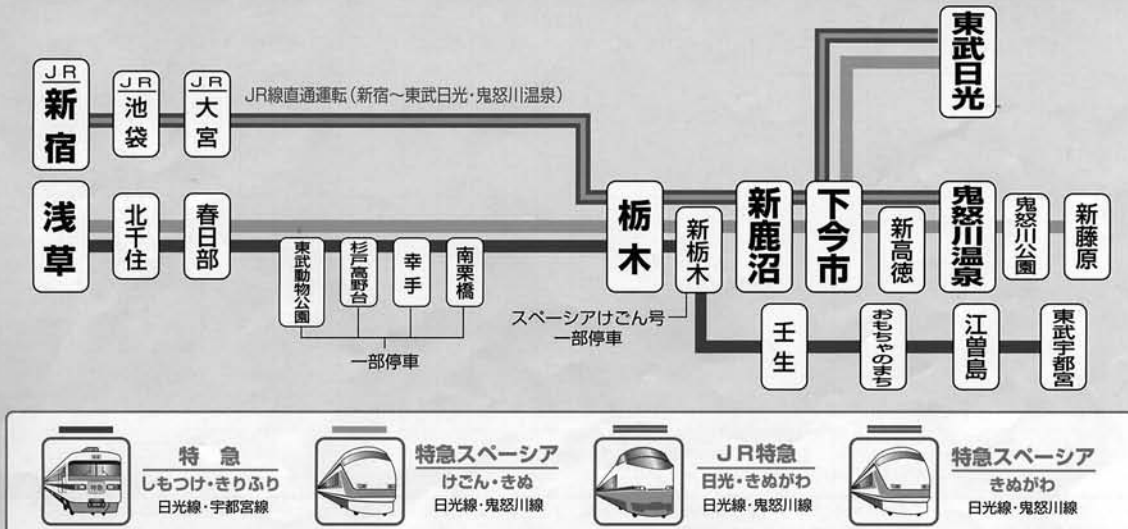 JR新宿
JR池袋
JR大宮
JR線直通運転(新宿〜東武日光・鬼怒川温泉)
東武日光
浅草
北千住
春日部
東武動物公園
杉戸高野台
幸手
南栗橋
一部停車
栃木
新栃木
スペーシアけごん号
一部停車
新鹿沼
下今市
新高徳
鬼怒川温泉
鬼怒川公園
新藤原
壬生
おもちゃのまち
江曽島
東武宇都宮
特急
しもつけ・きりふり
日光線・宇都宮線
特急スペーシア
けごん・きぬ
日光線・鬼怒川線
JR特急
日光・きぬがわ
日光線・鬼怒川線
特急スペーシア
きぬがわ
日光線・鬼怒川線